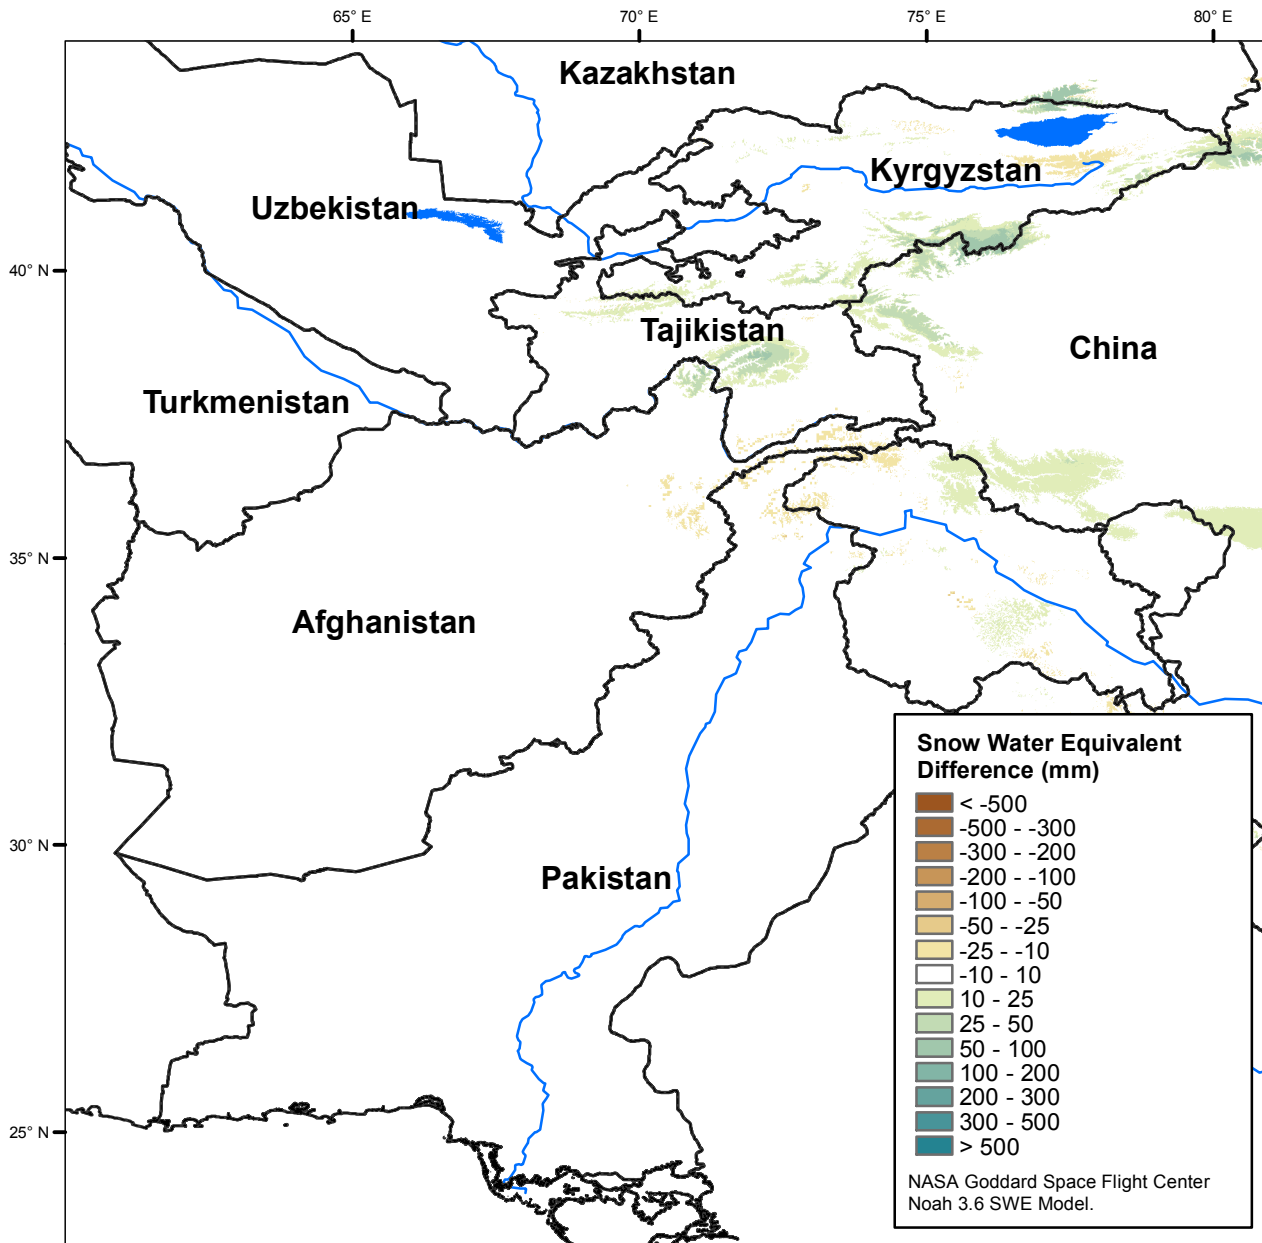 65° E
70° E
75° E
80° E
Kazakhstan
Kyrgyzstan
Uzbekistan
40° N
Tajikistan
China
Turkmenistan
35° N
Afghanistan
Snow Water Equivalent
Difference (mm)
< -500
-500 - -300
-300 - -200
-200 - -100
-100 - -50
-50 - -25
-25 - -10
-10 - 10
10 - 25
25 - 50
50 - 100
100 - 200
200 - 300
300 - 500
> 500
30° N
Pakistan
25° N
NASA Goddard Space Flight Center
Noah 3.6 SWE Model.